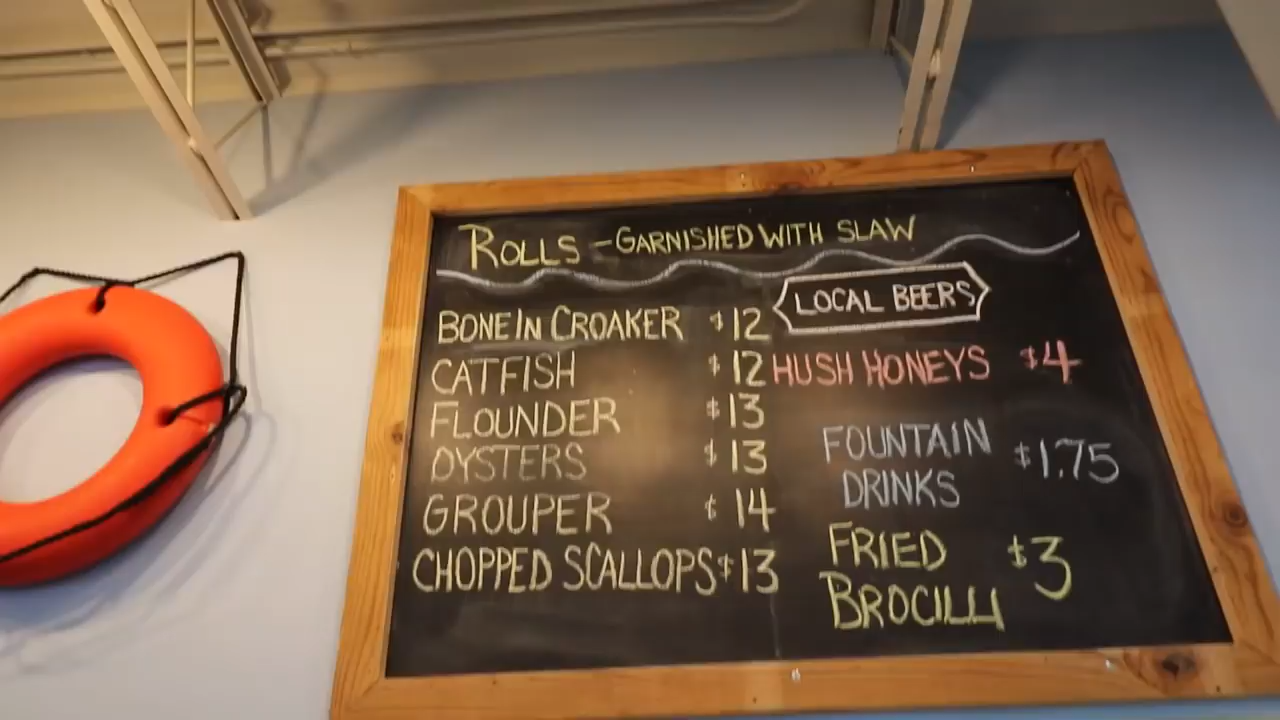 ROLLS - GARNISHED WITH SLAW
BONE IN CROAKER $12
CATFISH $12
FLOUNDER $13
OYSTERS $13
GROUPER $14
CHOPPED SCALLOPS $13
LOCAL BEERS
HUSH HONEYS $4
FOUNTAIN
DRINKS $1.75
FRIED
BROCILLI $3